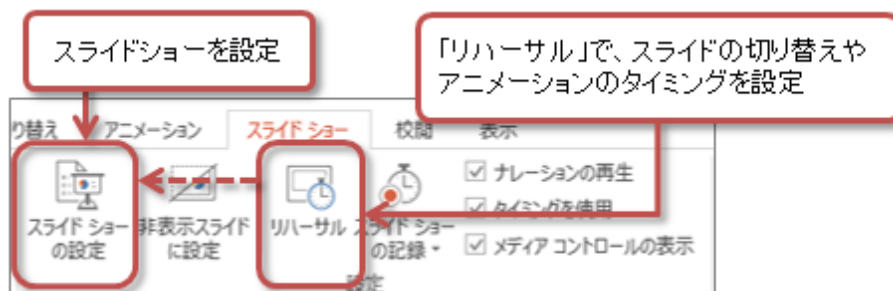 スライドショーを設定
「リハーサル」で、スライドの切り替えや
アニメーションのタイミングを設定
り替え アニメーション スライド ショー 校閲 表示
スライド ショー
の設定
非表示スライド
に設定
リハーサル
スライド ショー
の記録
ナレーションの再生
タイミングを使用
メディア コントロールの表示
設定